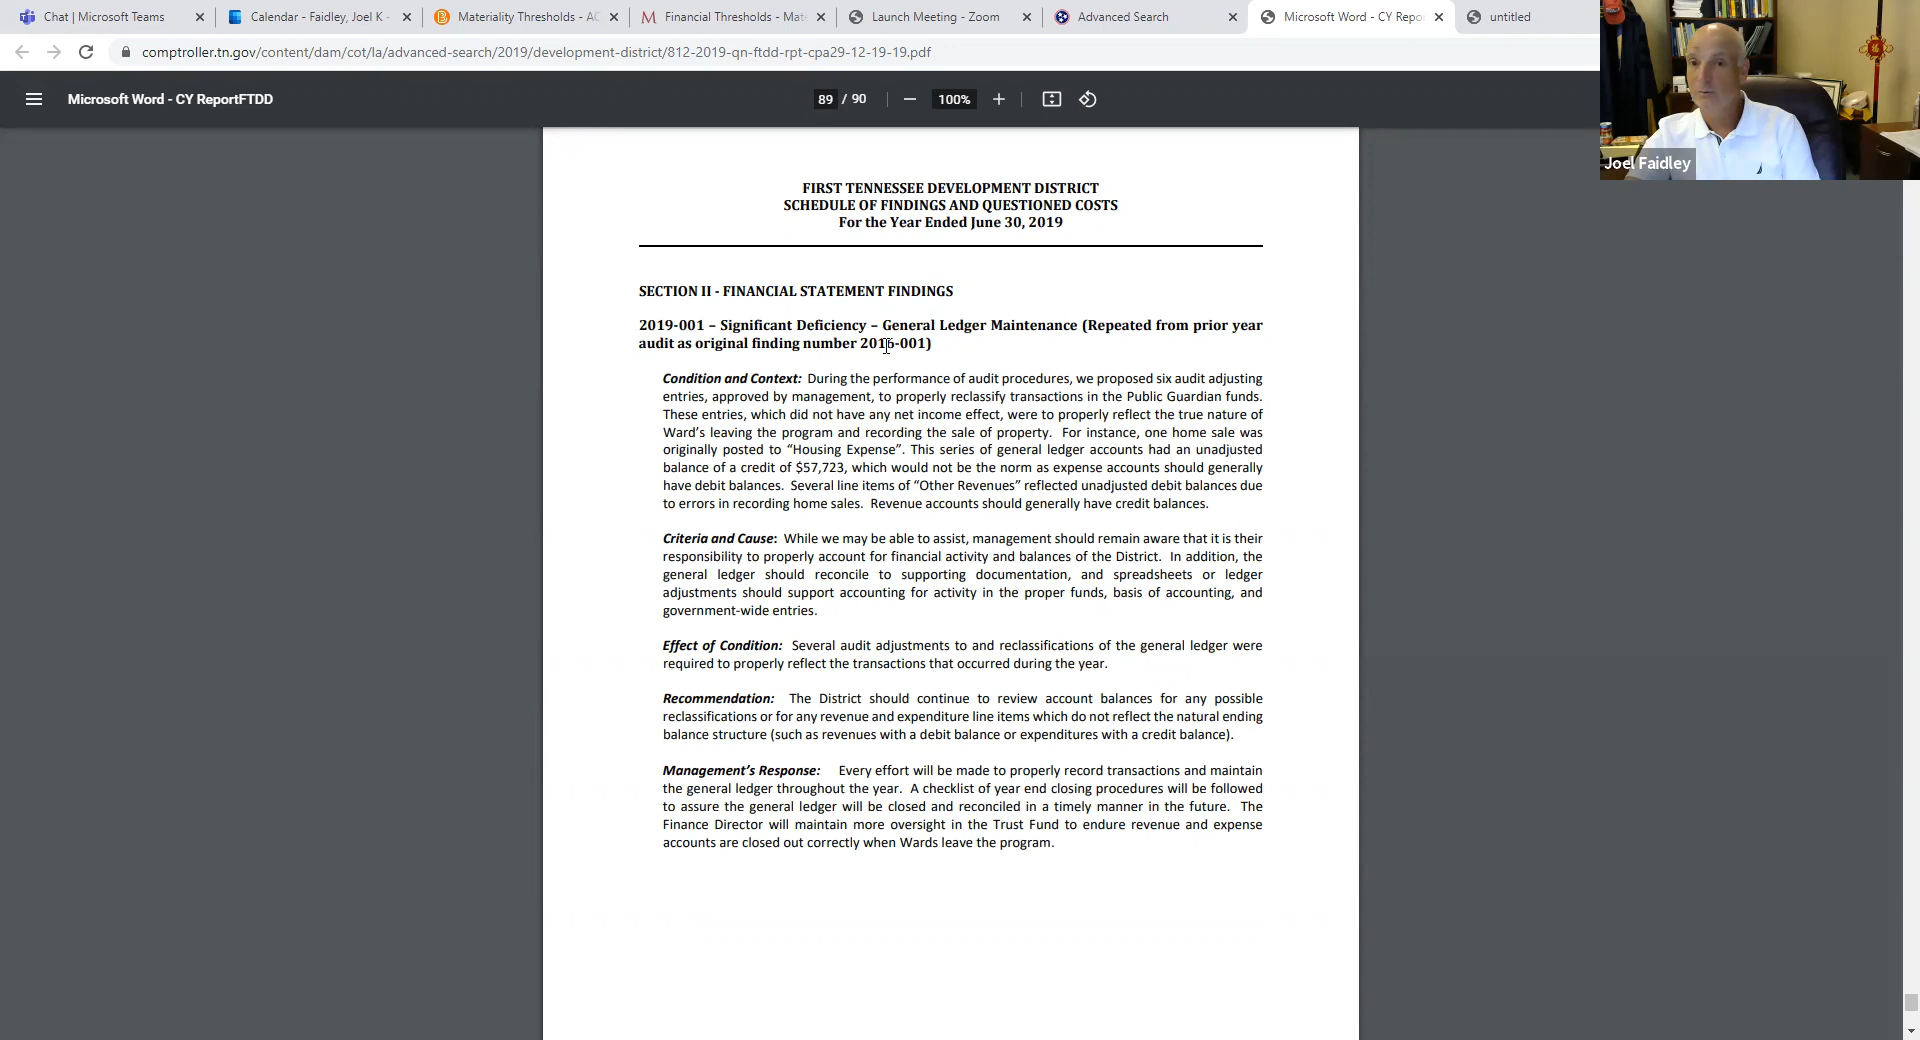 Chat | Microsoft Teams
Calendar - Faidley, Joel K -
Materiality Thresholds - AC
Financial Thresholds - Mate
Launch Meeting - Zoom
Advanced Search
Microsoft Word - CY Repo
untitled
comptroller.tn.gov/content/dam/cot/la/advanced-search/2019/development-district/812-2019-qn-ftdd-rpt-cpa29-12-19-19.pdf
Microsoft Word - CY ReportFTDD
89 / 90
100%
Joel Faidley
FIRST TENNESSEE DEVELOPMENT DISTRICT
SCHEDULE OF FINDINGS AND QUESTIONED COSTS
For the Year Ended June 30, 2019
SECTION II - FINANCIAL STATEMENT FINDINGS
2019-001 – Significant Deficiency – General Ledger Maintenance (Repeated from prior year
audit as original finding number 2016-001)
Condition and Context: During the performance of audit procedures, we proposed six audit adjusting
entries, approved by management, to properly reclassify transactions in the Public Guardian funds.
These entries, which did not have any net income effect, were to properly reflect the true nature of
Ward's leaving the program and recording the sale of property. For instance, one home sale was
originally posted to “Housing Expense”. This series of general ledger accounts had an unadjusted
balance of a credit of $57,723, which would not be the norm as expense accounts should generally
have debit balances. Several line items of “Other Revenues” reflected unadjusted debit balances due
to errors in recording home sales. Revenue accounts should generally have credit balances.
Criteria and Cause: While we may be able to assist, management should remain aware that it is their
responsibility to properly account for financial activity and balances of the District. In addition, the
general ledger should reconcile to supporting documentation, and spreadsheets or ledger
adjustments should support accounting for activity in the proper funds, basis of accounting, and
government-wide entries.
Effect of Condition: Several audit adjustments to and reclassifications of the general ledger were
required to properly reflect the transactions that occurred during the year.
Recommendation: The District should continue to review account balances for any possible
reclassifications or for any revenue and expenditure line items which do not reflect the natural ending
balance structure (such as revenues with a debit balance or expenditures with a credit balance).
Management's Response: Every effort will be made to properly record transactions and maintain
the general ledger throughout the year. A checklist of year end closing procedures will be followed
to assure the general ledger will be closed and reconciled in a timely manner in the future. The
Finance Director will maintain more oversight in the Trust Fund to endure revenue and expense
accounts are closed out correctly when Wards leave the program.